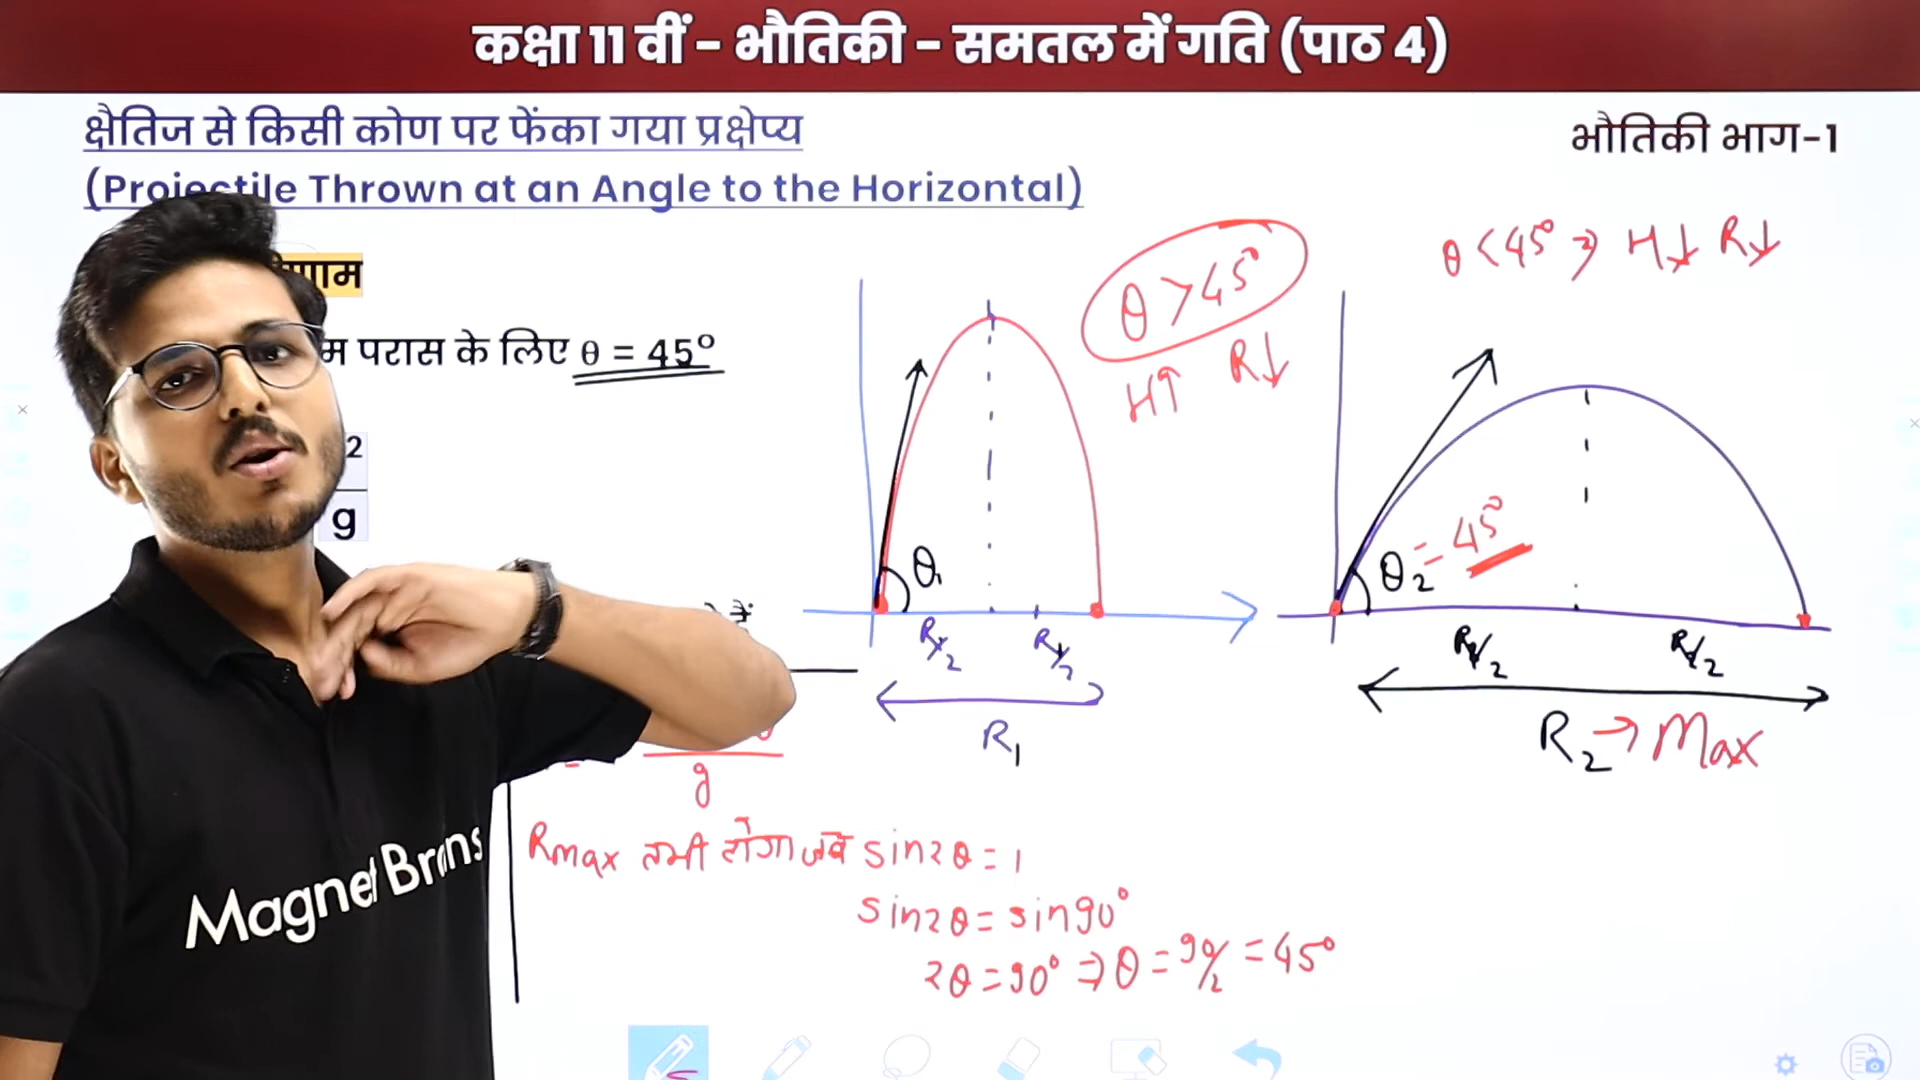 कक्षा 11 वीं - भौतिकी - समतल में गति (पाठ 4)
क्षैतिज से किसी कोण पर फेंका गया प्रक्षेप्य
(Projectile Thrown at an Angle to the Horizontal)
भौतिकी भाग-1
परास के लिए θ = 45°
2
g
θ > 45°
H↑ R↓
θ < 45° ⇒ H↓ R↓
θ₁
R/2 R/2
R₁
θ₂ = 45°
R/2 R/2
R₂ → Max
g
Rmax तभी होगा जब sin2θ = 1
sin2θ = sin90°
2θ = 90° ⇒ θ = 90/2 = 45°
Magnet Brains